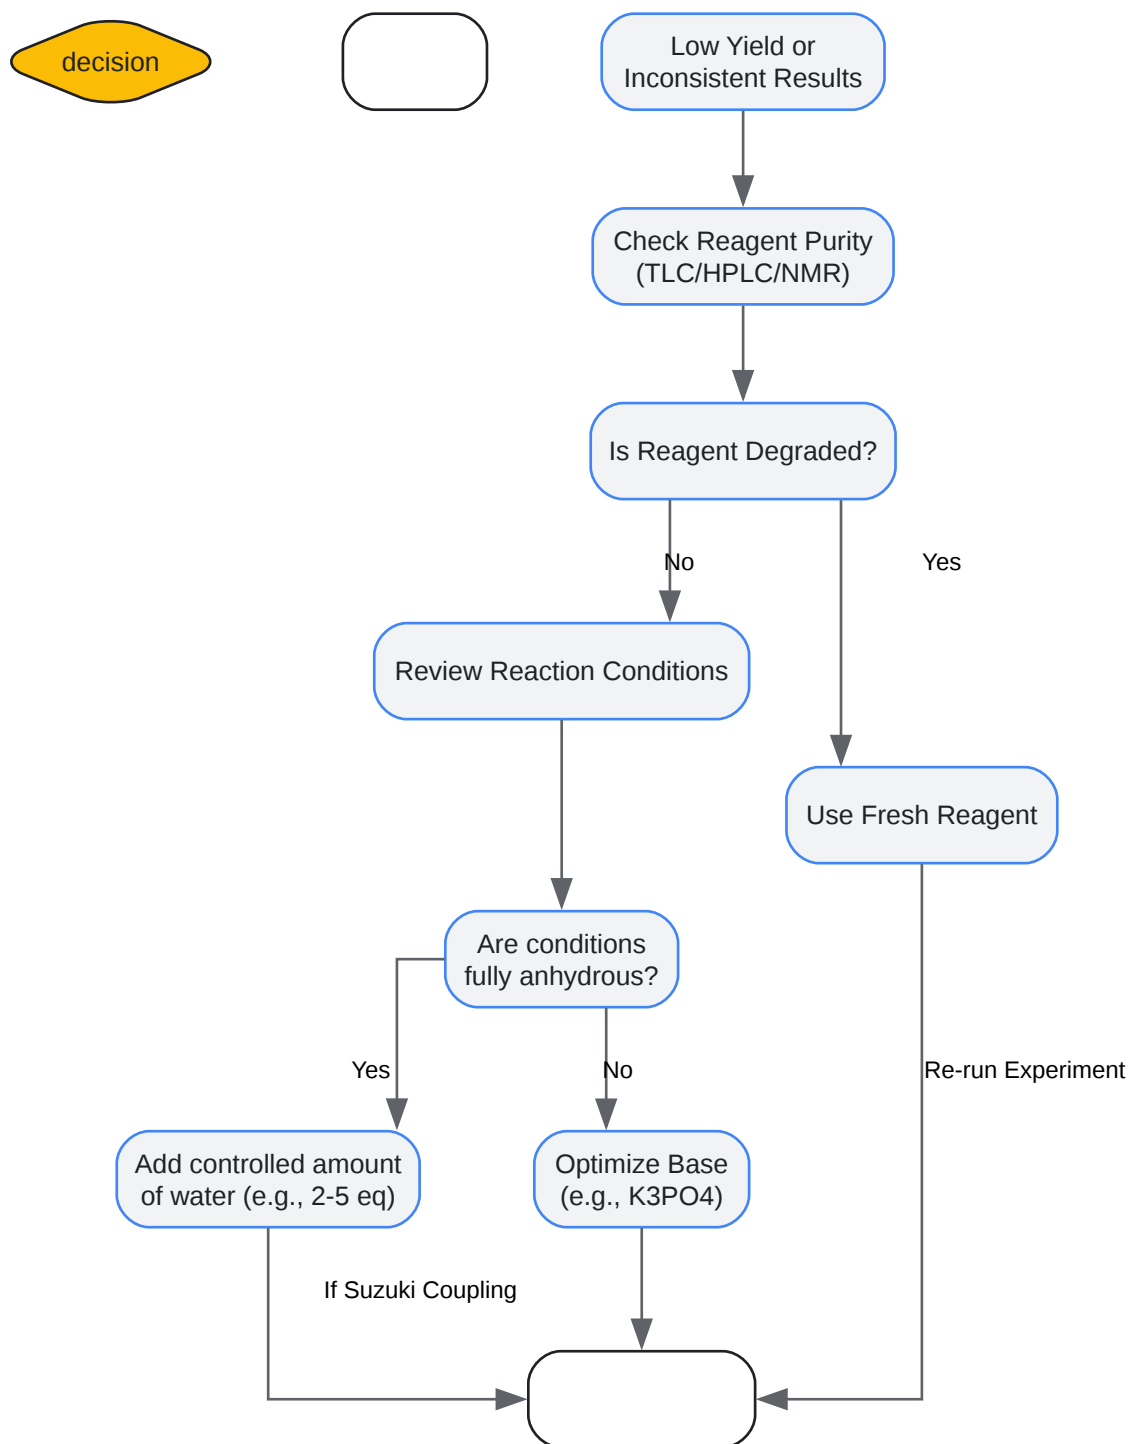 decision
Low Yield or
Inconsistent Results
Check Reagent Purity
(TLC/HPLC/NMR)
Is Reagent Degraded?
No
Yes
Review Reaction Conditions
Use Fresh Reagent
Are conditions
fully anhydrous?
Yes
No
Re-run Experiment
Add controlled amount
of water (e.g., 2-5 eq)
Optimize Base
(e.g., K3PO4)
If Suzuki Coupling